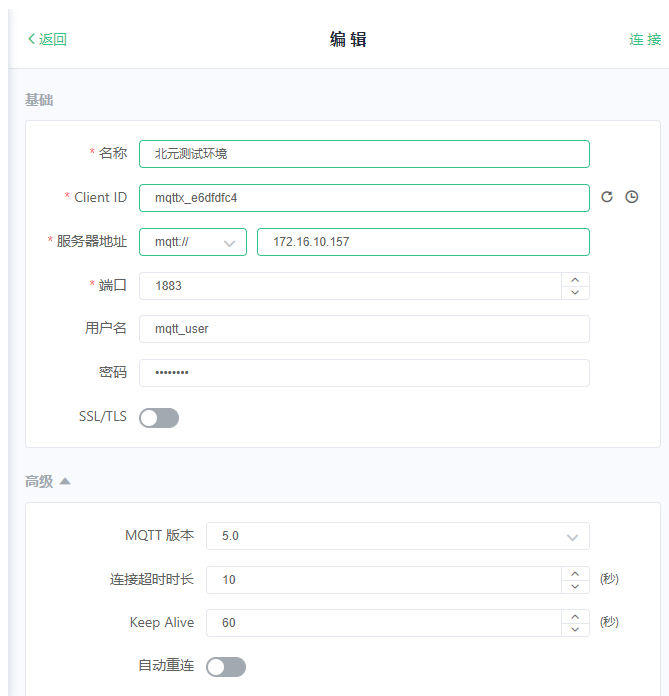 返回 编辑 连接
基础
* 名称 北元测试环境
* Client ID mqttx_e6dfdfc4
* 服务器地址 mqtt:// 172.16.10.157
* 端口 1883
用户名 mqtt_user
密码 ••••••••
SSL/TLS
高级
MQTT 版本 5.0
连接超时时长 10 (秒)
Keep Alive 60 (秒)
自动重连